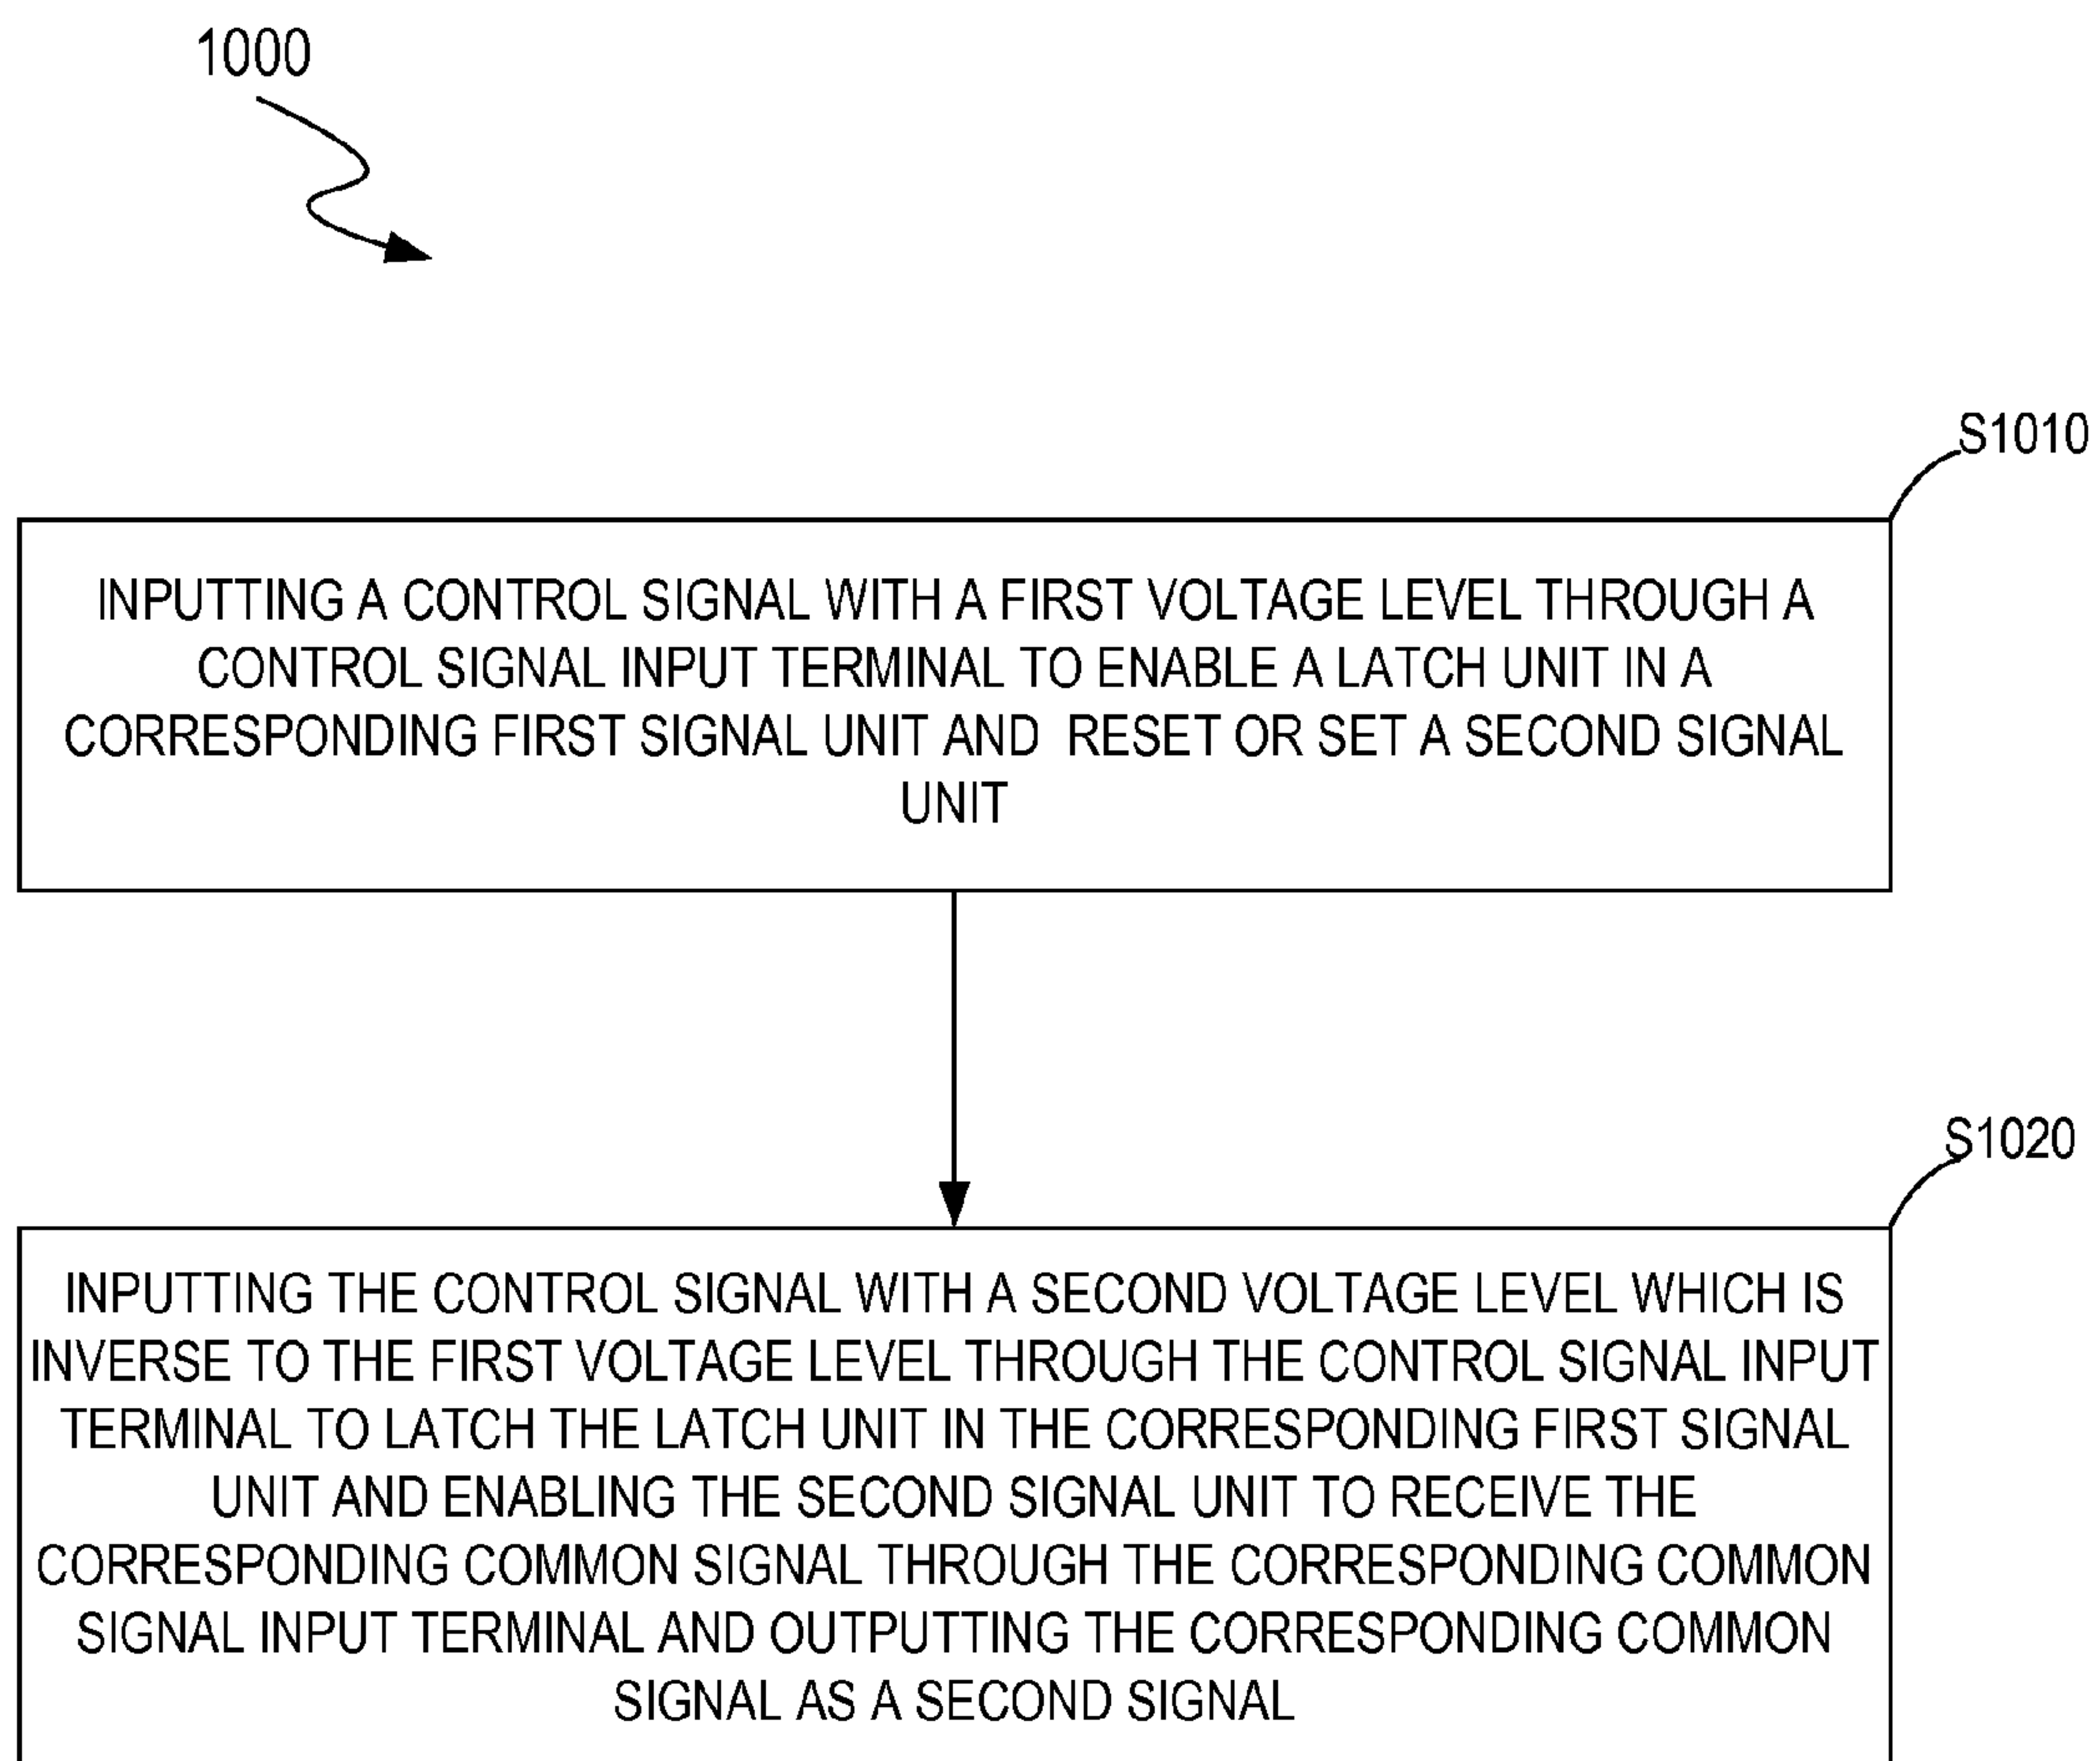 1000
S1010
INPUTTING A CONTROL SIGNAL WITH A FIRST VOLTAGE LEVEL THROUGH A
CONTROL SIGNAL INPUT TERMINAL TO ENABLE A LATCH UNIT IN A
CORRESPONDING FIRST SIGNAL UNIT AND RESET OR SET A SECOND SIGNAL
UNIT
S1020
INPUTTING THE CONTROL SIGNAL WITH A SECOND VOLTAGE LEVEL WHICH IS
INVERSE TO THE FIRST VOLTAGE LEVEL THROUGH THE CONTROL SIGNAL INPUT
TERMINAL TO LATCH THE LATCH UNIT IN THE CORRESPONDING FIRST SIGNAL
UNIT AND ENABLING THE SECOND SIGNAL UNIT TO RECEIVE THE
CORRESPONDING COMMON SIGNAL THROUGH THE CORRESPONDING COMMON
SIGNAL INPUT TERMINAL AND OUTPUTTING THE CORRESPONDING COMMON
SIGNAL AS A SECOND SIGNAL